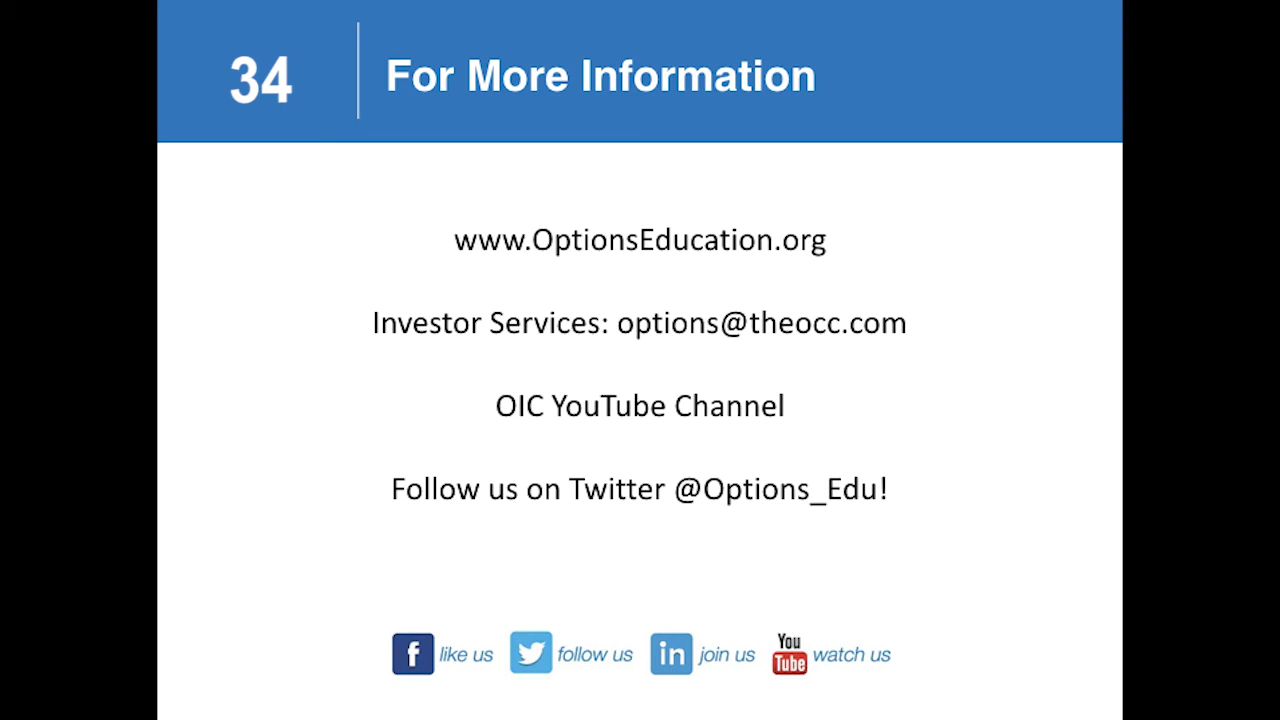 34
For More Information
www.OptionsEducation.org
Investor Services: options@theocc.com
OIC YouTube Channel
Follow us on Twitter @Options_Edu!
f like us follow us in join us You Tube watch us